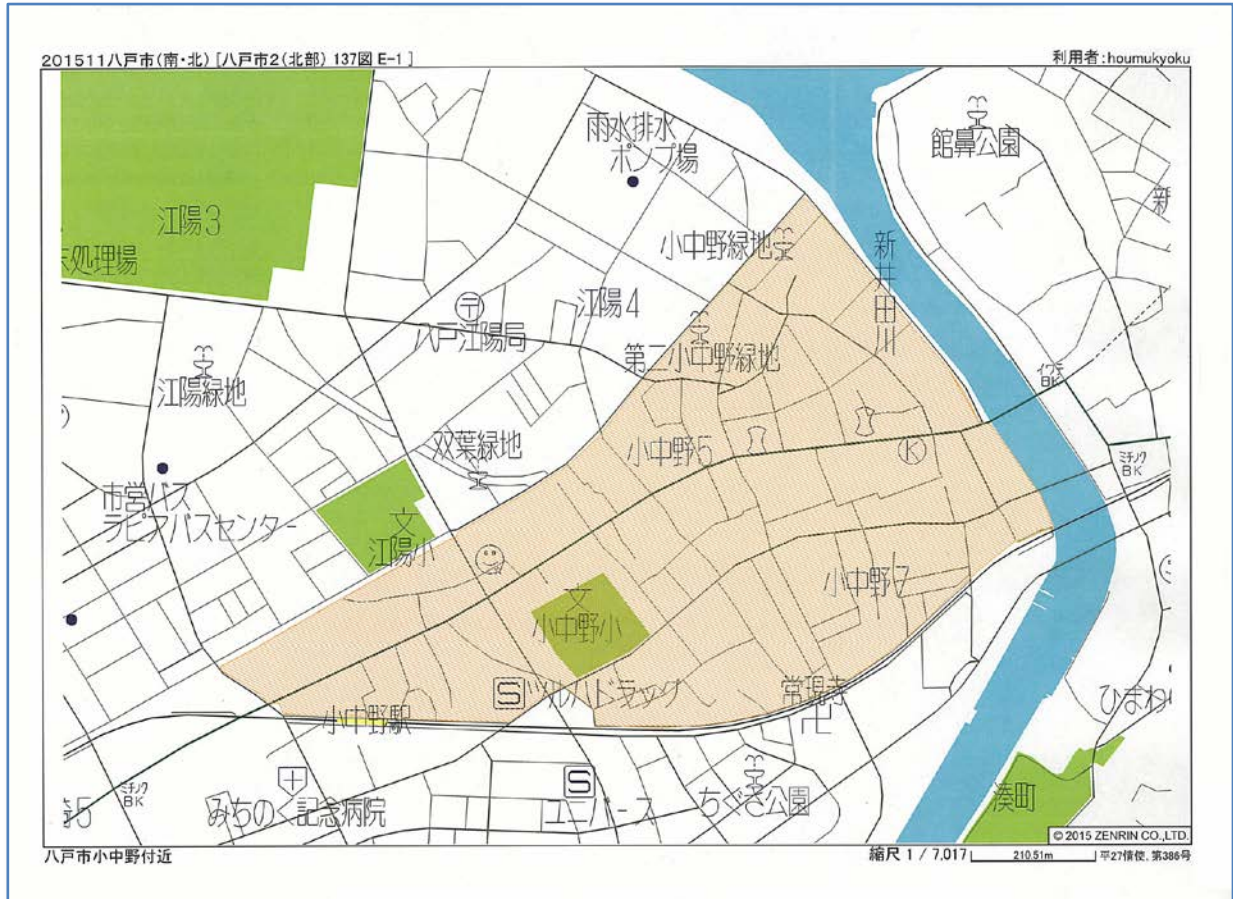 201511八戸市(南・北) [八戸市2(北部) 137図 E-1]
利用者:houmukyoku
雨水排水
ポンプ場
館鼻公園
新
江陽3
末処理場
小中野緑地
新井田川
江陽4
八戸江陽局
第二小中野緑地
江陽緑地
イワテ
BK
双葉緑地
小中野5
K
ミチノク
BK
市営バス
ラピアバスセンター
文
江陽小
文
小中野小
小中野7
S
ツルハドラッグ
常現寺
小中野駅
ひまわ
ミチノク
BK
みちのく記念病院
S
ユニバース
ちぐさ公園
湊町
5
© 2015 ZENRIN CO.,LTD.
八戸市小中野付近
縮尺 1 / 7,017
210.51m
平27情使、第386号